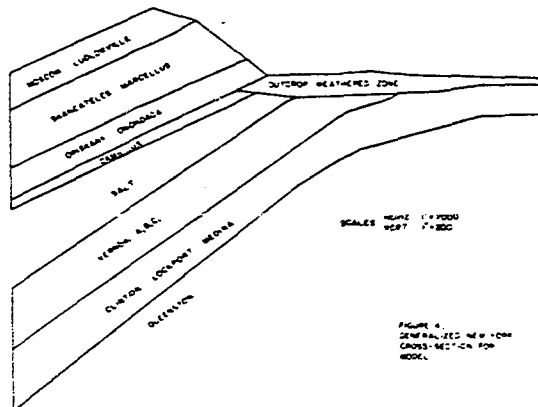 MOSCOW LUDLOWVILLE
SKANEATELES MARCELLUS
OUTCROP WEATHERED ZONE
ORISKANY ONONDAGA
SALT
VERNON A,B,C,
CLINTON LOCKPORT MEDINA
QUEENSTON
SCALES HORIZ
VERT
FIGURE 4.
GENERALIZED NEW YORK
CROSS-SECTION FOR
MODEL